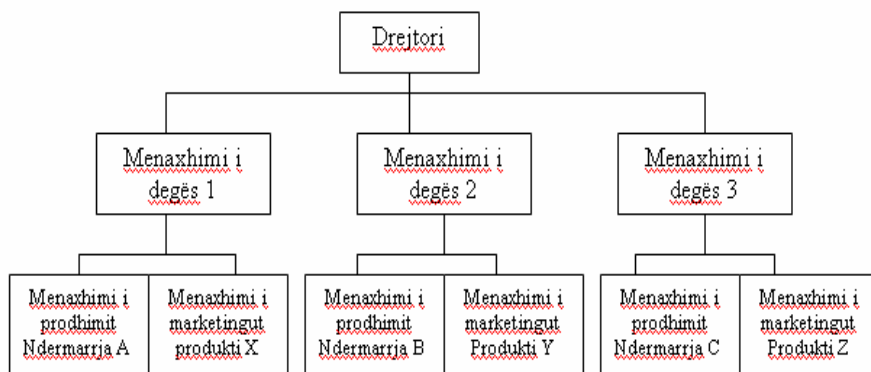 Drejtori
Menaxhimi i
degës 1
Menaxhimi i
degës 2
Menaxhimi i
degës 3
Menaxhimi i
prodhimit
Ndermarrja A
Menaxhimi i
marketingut
produkti X
Menaxhimi i
prodhimit
Ndermarrja B
Menaxhimi i
marketingut
Produkti Y
Menaxhimi i
prodhimit
Ndermarrja C
Menaxhimi i
marketingut
Produkti Z